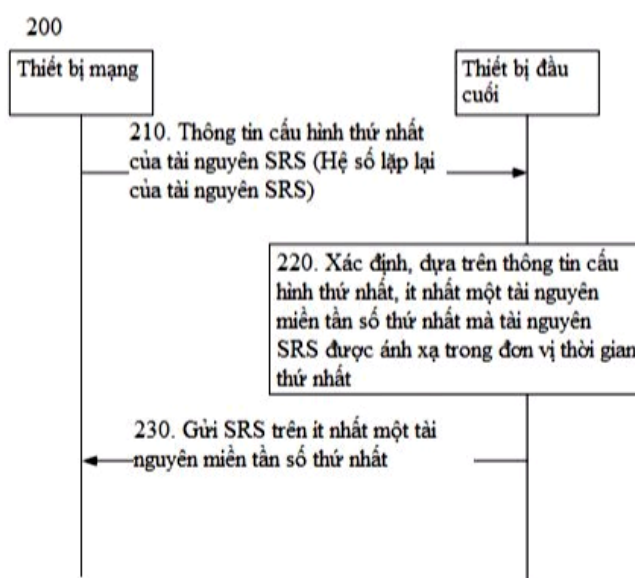 200
Thiết bị mạng
Thiết bị đầu
cuối
210. Thông tin cấu hình thứ nhất
của tài nguyên SRS (Hệ số lặp lại
của tài nguyên SRS)
220. Xác định, dựa trên thông tin cấu
hình thứ nhất, ít nhất một tài nguyên
miền tần số thứ nhất mà tài nguyên
SRS được ánh xạ trong đơn vị thời gian
thứ nhất
230. Gửi SRS trên ít nhất một tài
nguyên miền tần số thứ nhất